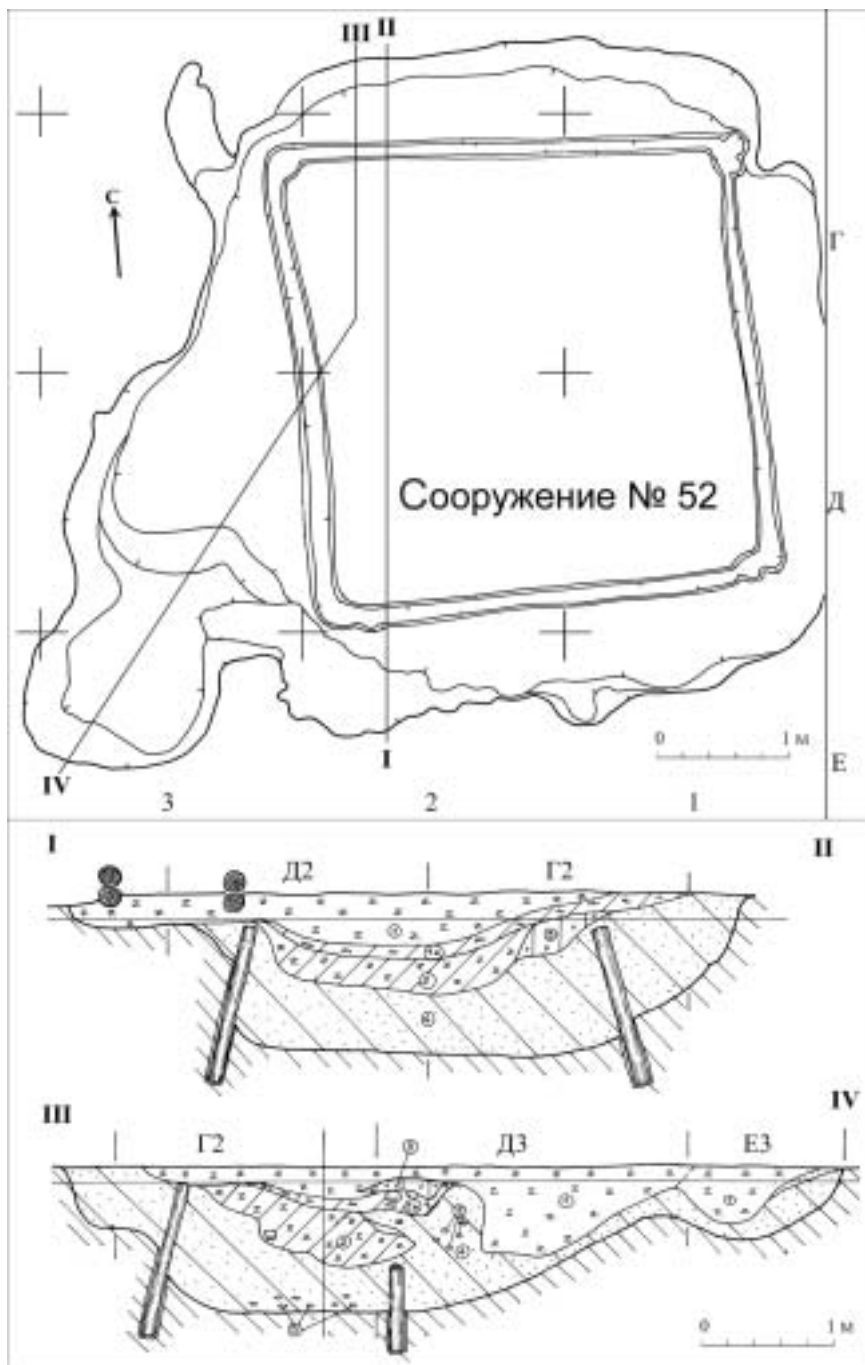 III II
С
Г
Сооружение № 52
Д
0 1 м
IV I Е
3 2 1
I Д2 Г2 II
III Г2 Д3 Е3 IV
0 1 м